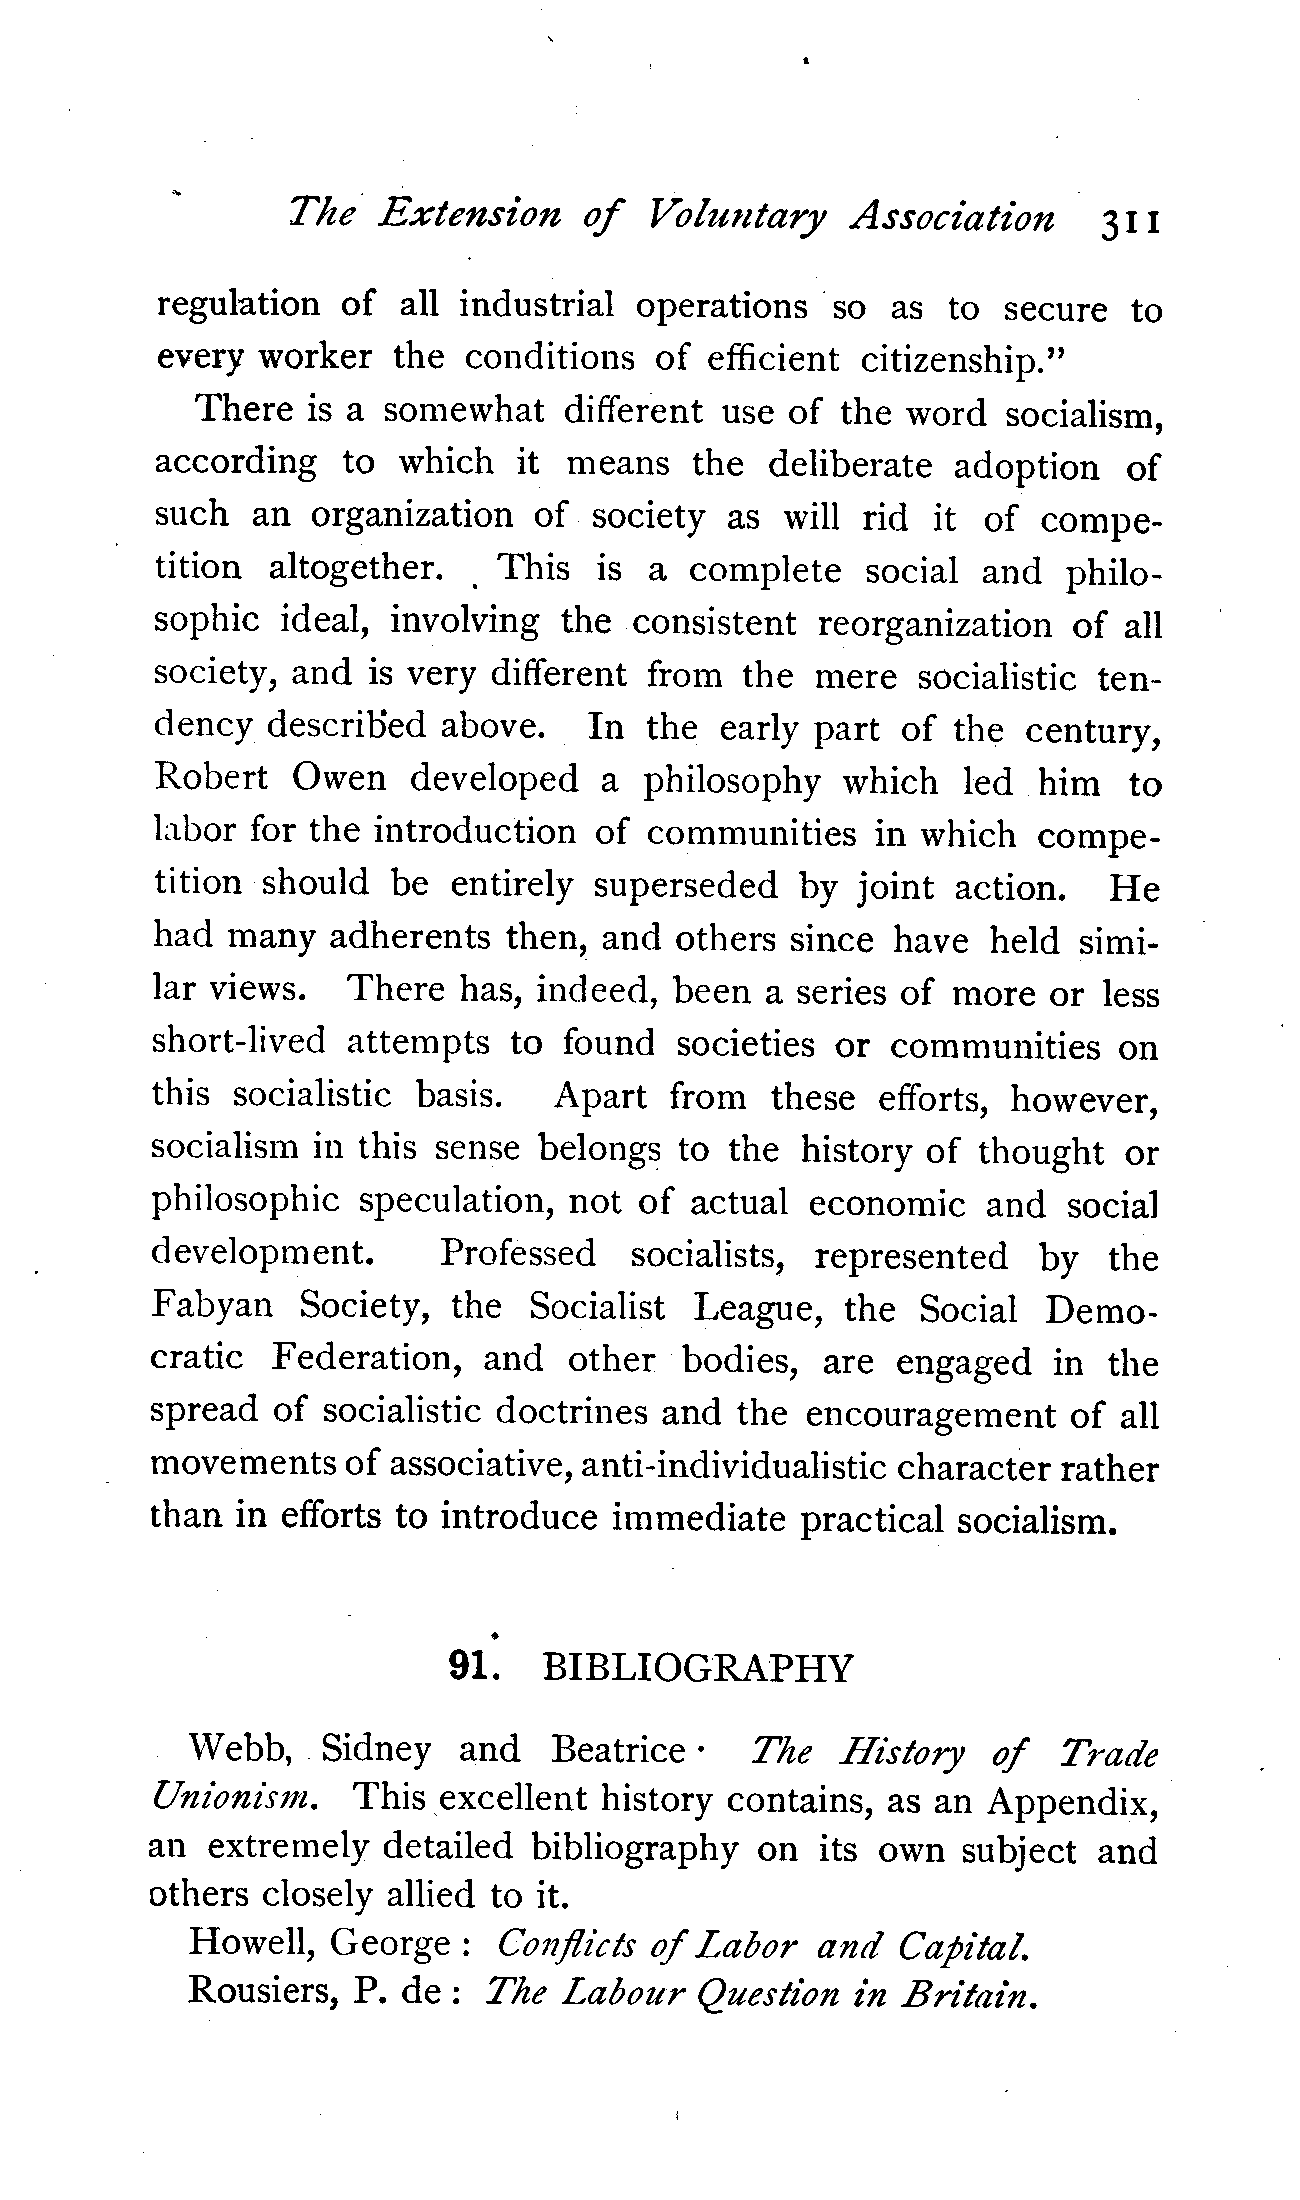 The Extension of Voluntary Association 311
regulation of all industrial operations so as to secure to
every worker the conditions of efficient citizenship."
There is a somewhat different use of the word socialism,
according to which it means the deliberate adoption of
such an organization of society as will rid it of compe-
tition altogether. This is a complete social and philo-
sophic ideal, involving the consistent reorganization of all
society, and is very different from the mere socialistic ten-
dency described above. In the early part of the century,
Robert Owen developed a philosophy which led him to
labor for the introduction of communities in which compe-
tition should be entirely superseded by joint action. He
had many adherents then, and others since have held simi-
lar views. There has, indeed, been a series of more or less
short-lived attempts to found societies or communities on
this socialistic basis. Apart from these efforts, however,
socialism in this sense belongs to the history of thought or
philosophic speculation, not of actual economic and social
development. Professed socialists, represented by the
Fabyan Society, the Socialist League, the Social Demo-
cratic Federation, and other bodies, are engaged in the
spread of socialistic doctrines and the encouragement of all
movements of associative, anti-individualistic character rather
than in efforts to introduce immediate practical socialism.
91. BIBLIOGRAPHY
Webb, Sidney and Beatrice · The History of Trade
Unionism. This excellent history contains, as an Appendix,
an extremely detailed bibliography on its own subject and
others closely allied to it.
Howell, George : Conflicts of Labor and Capital.
Rousiers, P. de : The Labour Question in Britain.